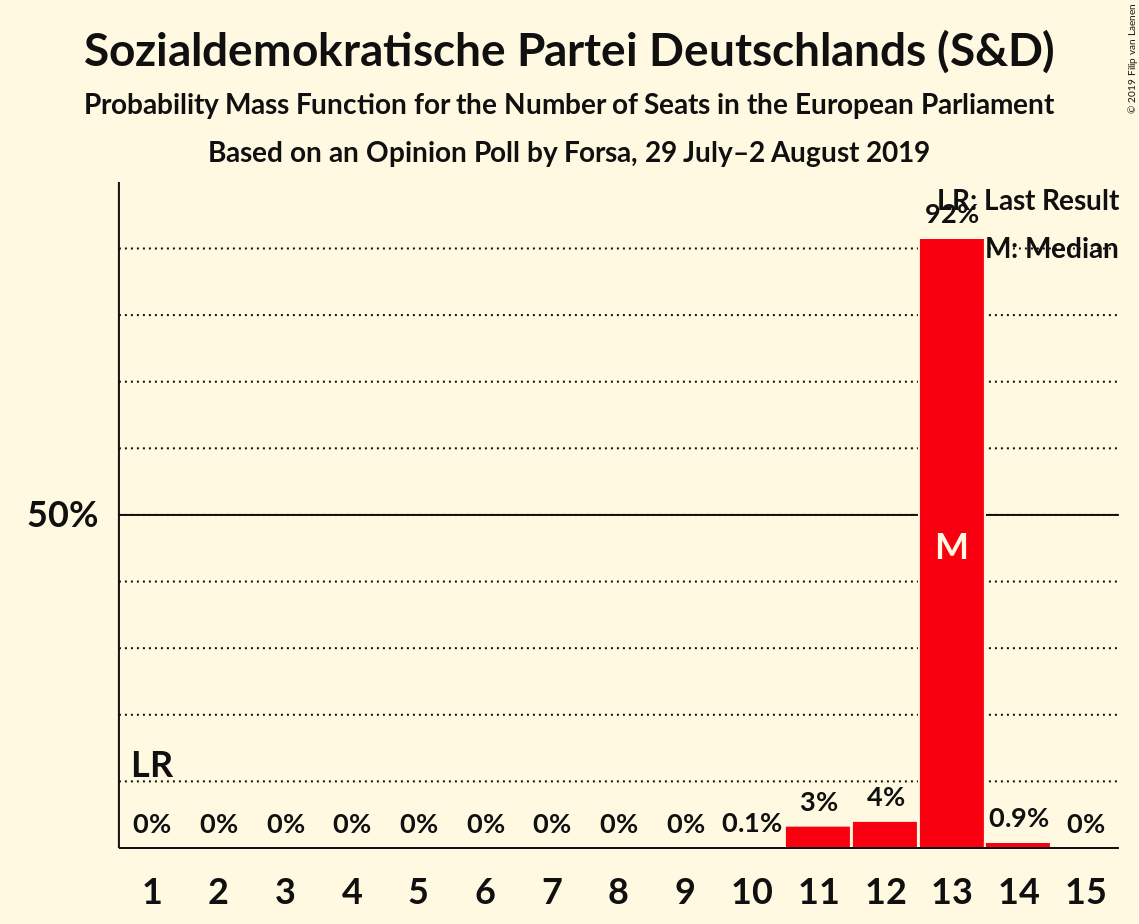 Sozialdemokratische Partei Deutschlands (S&D)
Probability Mass Function for the Number of Seats in the European Parliament
Based on an Opinion Poll by Forsa, 29 July–2 August 2019
© 2019 Filip van Laenen
LR: Last Result
M: Median
92%
50%
M
LR
0% 0% 0% 0% 0% 0% 0% 0% 0% 0.1% 3% 4% 0.9% 0%
1 2 3 4 5 6 7 8 9 10 11 12 13 14 15